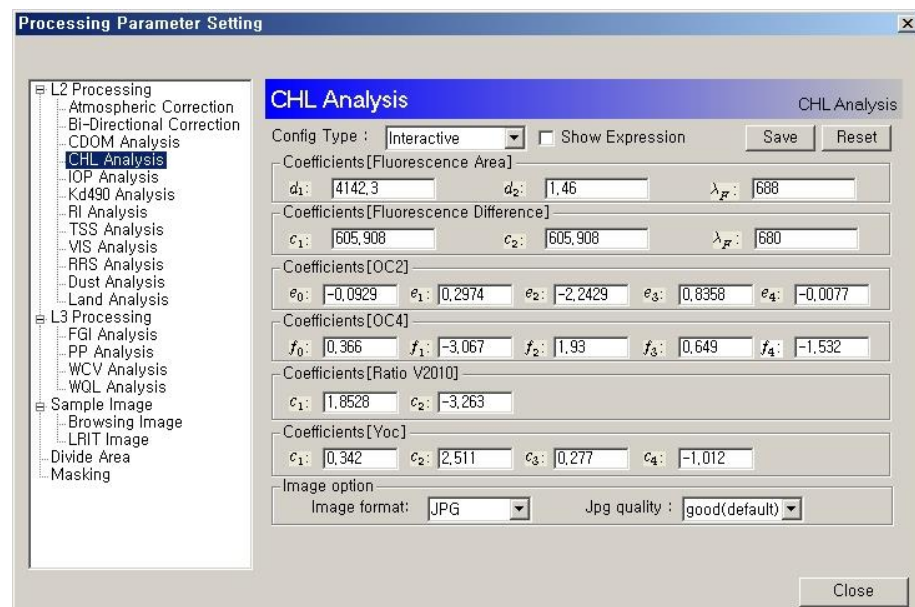 Processing Parameter Setting
L2 Processing
Atmospheric Correction
Bi-Directional Correction
CDOM Analysis
CHL Analysis
IOP Analysis
Kd490 Analysis
RI Analysis
TSS Analysis
VIS Analysis
RRS Analysis
Dust Analysis
Land Analysis
L3 Processing
FGI Analysis
PP Analysis
WCV Analysis
WQL Analysis
Sample Image
Browsing Image
LRIT Image
Divide Area
Masking
CHL Analysis CHL Analysis
Config Type : Interactive Show Expression Save Reset
Coefficients[Fluorescence Area]
d₁: 4142,3 d₂: 1,46 λ_F: 688
Coefficients[Fluorescence Difference]
c₁: 605,908 c₂: 605,908 λ_F: 680
Coefficients[OC2]
e₀: -0,0929 e₁: 0,2974 e₂: -2,2429 e₃: 0,8358 e₄: -0,0077
Coefficients[OC4]
f₀: 0,366 f₁: -3,067 f₂: 1,93 f₃: 0,649 f₄: -1,532
Coefficients[Ratio V2010]
c₁: 1,8528 c₂: -3,263
Coefficients[Yoc]
c₁: 0,342 c₂: 2,511 c₃: 0,277 c₄: -1,012
Image option
Image format: JPG Jpg quality : good(default)
Close